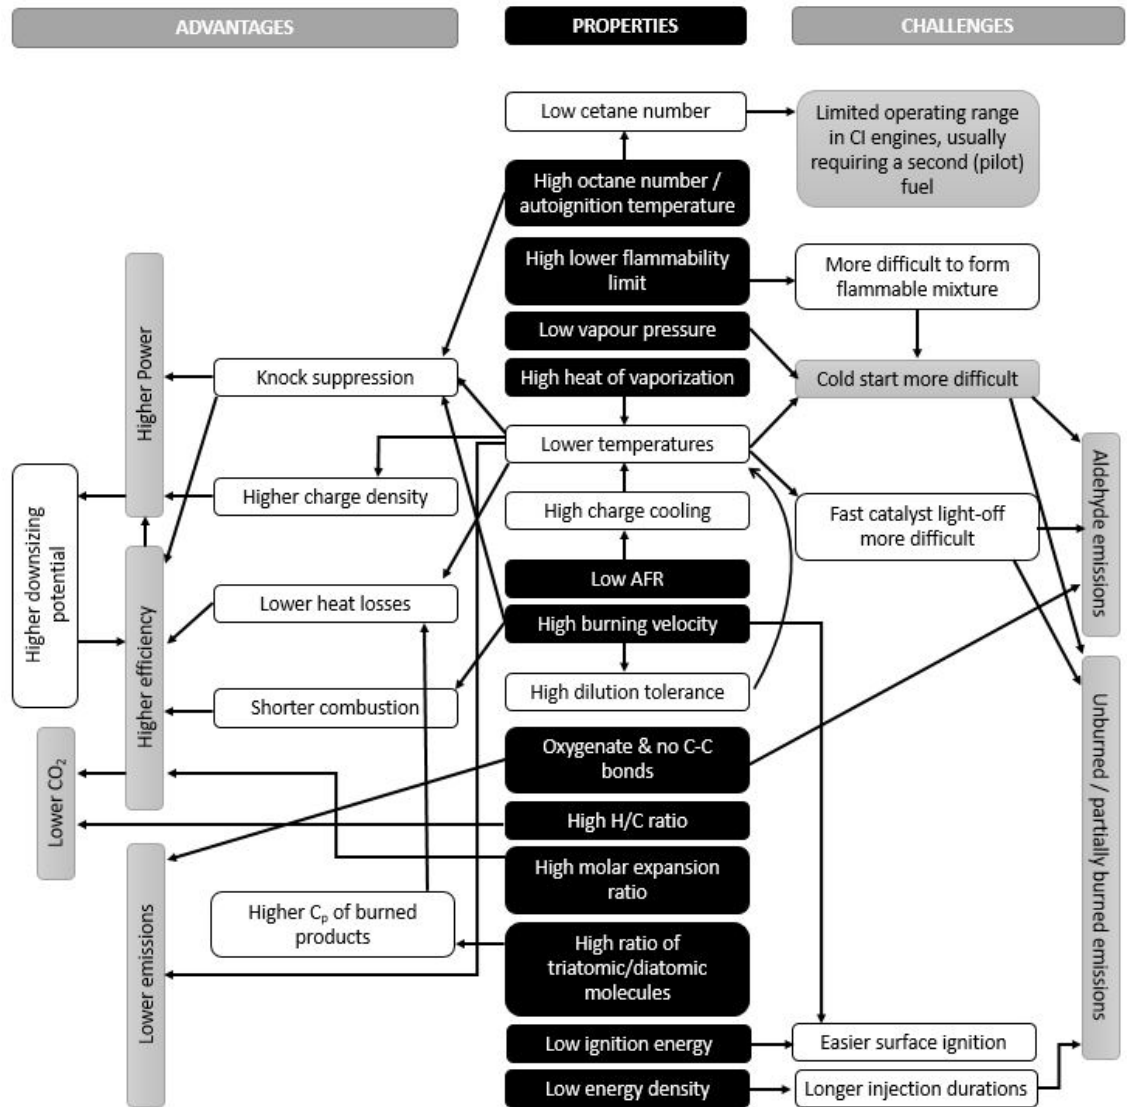 ADVANTAGES
PROPERTIES
CHALLENGES
Low cetane number
Limited operating range
in CI engines, usually
requiring a second (pilot)
fuel
High octane number /
autoignition temperature
High lower flammability
limit
More difficult to form
flammable mixture
Low vapour pressure
Higher Power
Knock suppression
High heat of vaporization
Cold start more difficult
Lower temperatures
Aldehyde emissions
Higher downsizing
potential
Higher charge density
High charge cooling
Fast catalyst light-off
more difficult
Higher efficiency
Low AFR
Lower heat losses
High burning velocity
Shorter combustion
High dilution tolerance
Unburned / partially burned emissions
Lower CO₂
Oxygenate & no C-C
bonds
High H/C ratio
High molar expansion
ratio
Lower emissions
Higher Cₚ of burned
products
High ratio of
triatomic/diatomic
molecules
Low ignition energy
Easier surface ignition
Low energy density
Longer injection durations